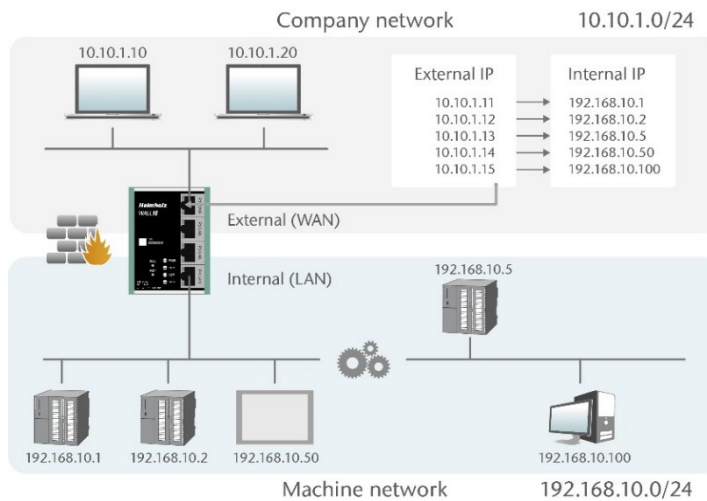 Company network 10.10.1.0/24
10.10.1.10 10.10.1.20
External IP Internal IP
10.10.1.11 192.168.10.1
10.10.1.12 192.168.10.2
10.10.1.13 192.168.10.5
10.10.1.14 192.168.10.50
10.10.1.15 192.168.10.100
Helmholz
WALL IE
External (WAN)
Internal (LAN)
192.168.10.5
192.168.10.1 192.168.10.2 192.168.10.50 192.168.10.100
Machine network 192.168.10.0/24